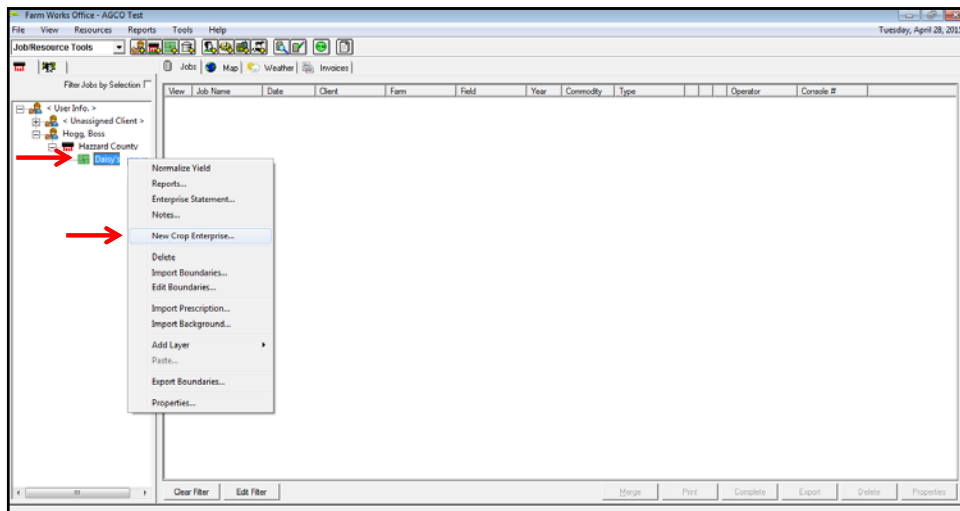 Farm Works Office - AGCO Test
File View Resources Reports Tools Help Tuesday, April 28, 201
Job/Resource Tools
Jobs Map Weather Invoices
Filter Jobs by Selection
View Job Name Date Client Farm Field Year Commodity Type Operator Console #
< User Info. >
< Unassigned Client >
Hogg, Boss
Hazzard County
Daisy's
Normalize Yield
Reports...
Enterprise Statement...
Notes...
New Crop Enterprise...
Delete
Import Boundaries...
Edit Boundaries...
Import Prescription...
Import Background...
Add Layer
Paste...
Export Boundaries...
Properties...
Clear Filter Edit Filter Merge Print Complete Export Delete Properties